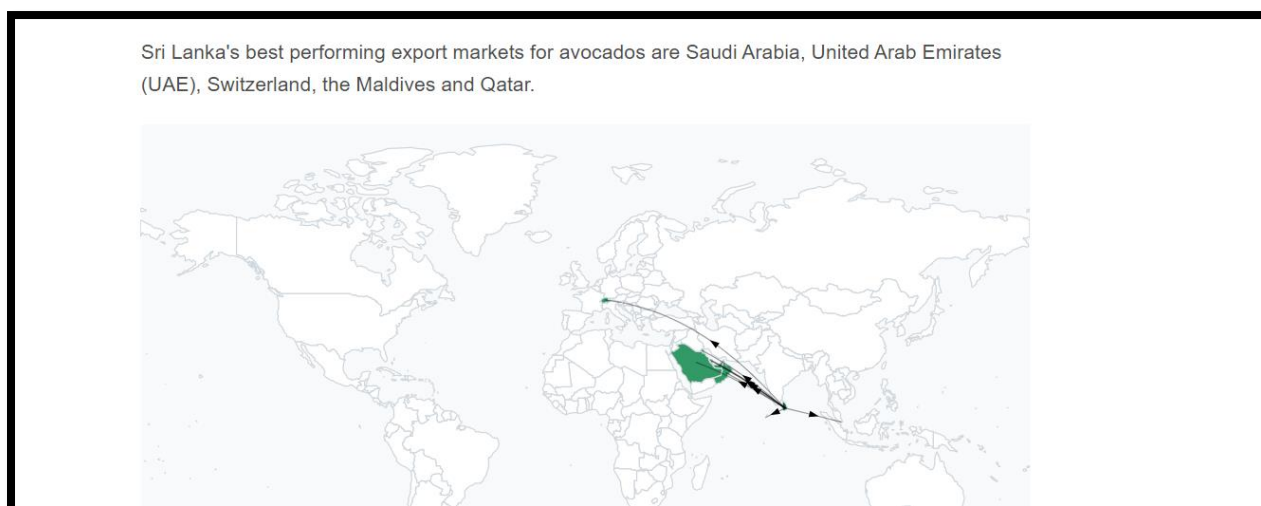 Sri Lanka's best performing export markets for avocados are Saudi Arabia, United Arab Emirates
(UAE), Switzerland, the Maldives and Qatar.